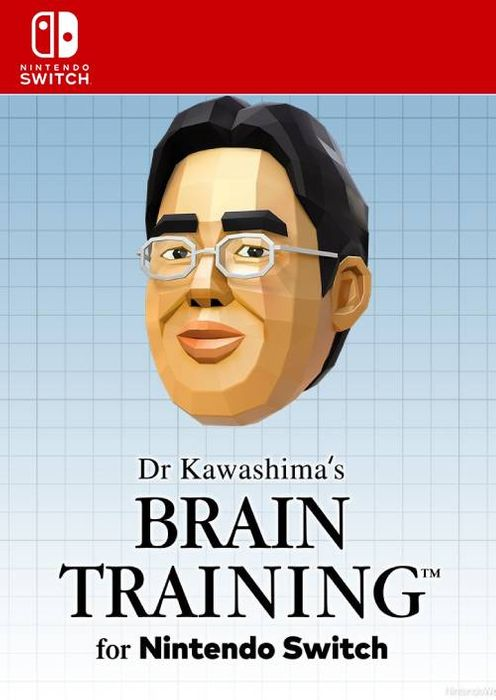 NINTENDO
SWITCH
Dr Kawashima's
BRAIN
TRAINING™
for Nintendo Switch